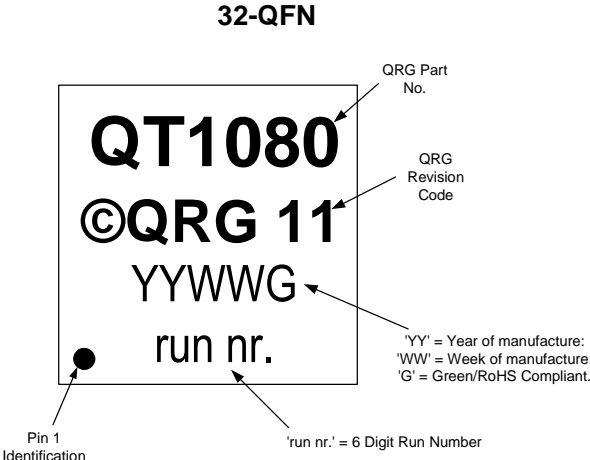 32-QFN
QRG Part
No.
QT1080
QRG
Revision
Code
©QRG 11
YYWWG
'YY' = Year of manufacture:
'WW' = Week of manufacture:
'G' = Green/RoHS Compliant.
run nr.
Pin 1
Identification
'run nr.' = 6 Digit Run Number